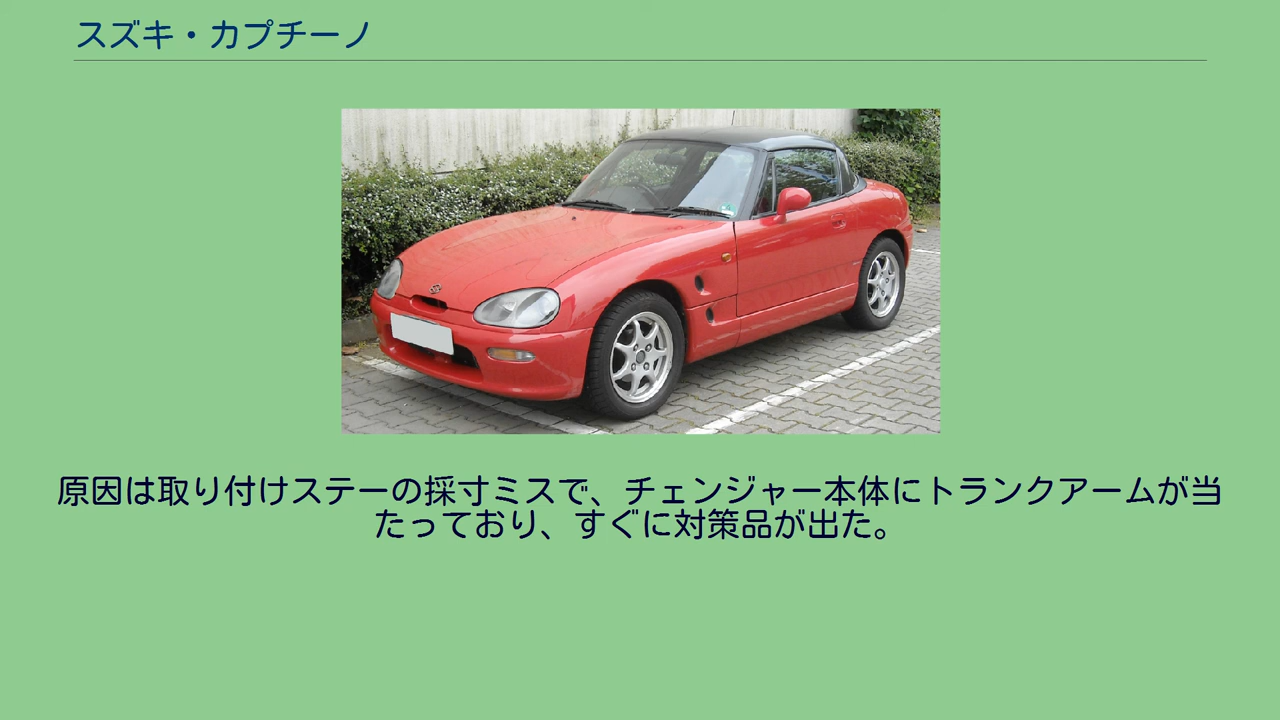 スズキ・カプチーノ
原因は取り付けステーの採寸ミスで、チェンジャー本体にトランクアームが当
たっており、すぐに対策品が出た。